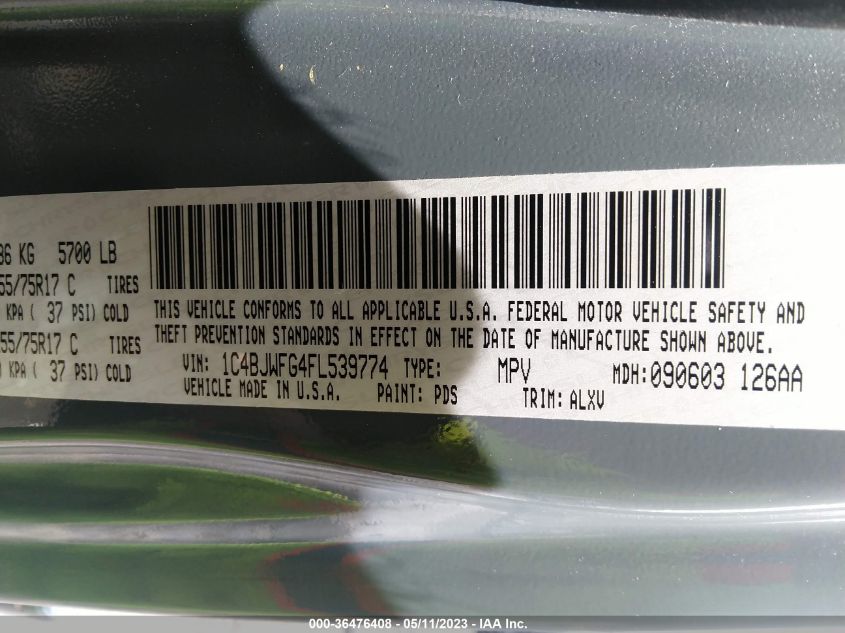 86 KG 5700 LB
55/75R17 C TIRES
KPA ( 37 PSI) COLD
55/75R17 C TIRES
KPA ( 37 PSI) COLD
THIS VEHICLE CONFORMS TO ALL APPLICABLE U.S.A. FEDERAL MOTOR VEHICLE SAFETY AND
THEFT PREVENTION STANDARDS IN EFFECT ON THE DATE OF MANUFACTURE SHOWN ABOVE.
VIN: 1C4BJWFG4FL539774 TYPE: MPV MDH: 090603 126AA
VEHICLE MADE IN U.S.A. PAINT: PDS TRIM: ALXV
000-36476408 - 05/11/2023 - IAA Inc.